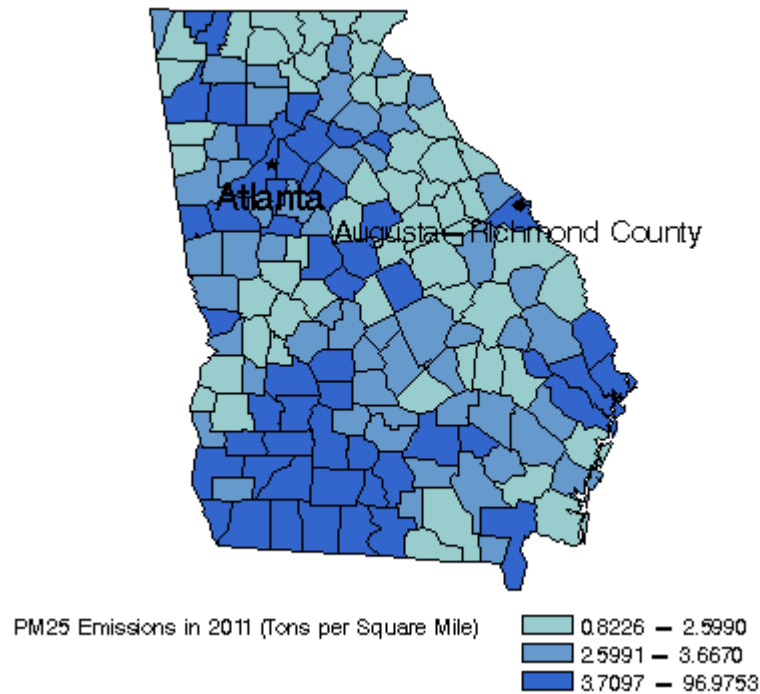 Atlanta
Augusta—Richmond County
PM25 Emissions in 2011 (Tons per Square Mile)
0.8226 — 2.5990
2.5991 — 3.6670
3.7097 — 96.9753